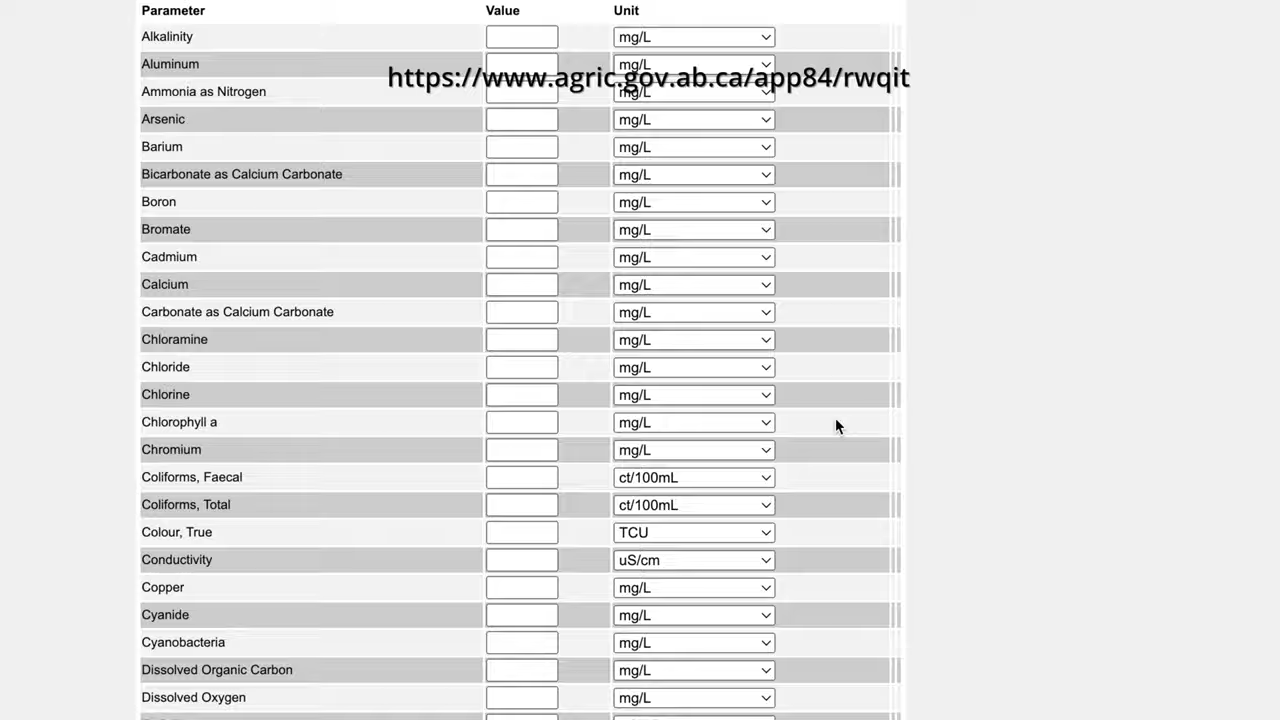 Parameter Value Unit
Alkalinity mg/L
Aluminum mg/L
https://www.agric.gov.ab.ca/app84/rwqit
Ammonia as Nitrogen mg/L
Arsenic mg/L
Barium mg/L
Bicarbonate as Calcium Carbonate mg/L
Boron mg/L
Bromate mg/L
Cadmium mg/L
Calcium mg/L
Carbonate as Calcium Carbonate mg/L
Chloramine mg/L
Chloride mg/L
Chlorine mg/L
Chlorophyll a mg/L
Chromium mg/L
Coliforms, Faecal ct/100mL
Coliforms, Total ct/100mL
Colour, True TCU
Conductivity uS/cm
Copper mg/L
Cyanide mg/L
Cyanobacteria mg/L
Dissolved Organic Carbon mg/L
Dissolved Oxygen mg/L